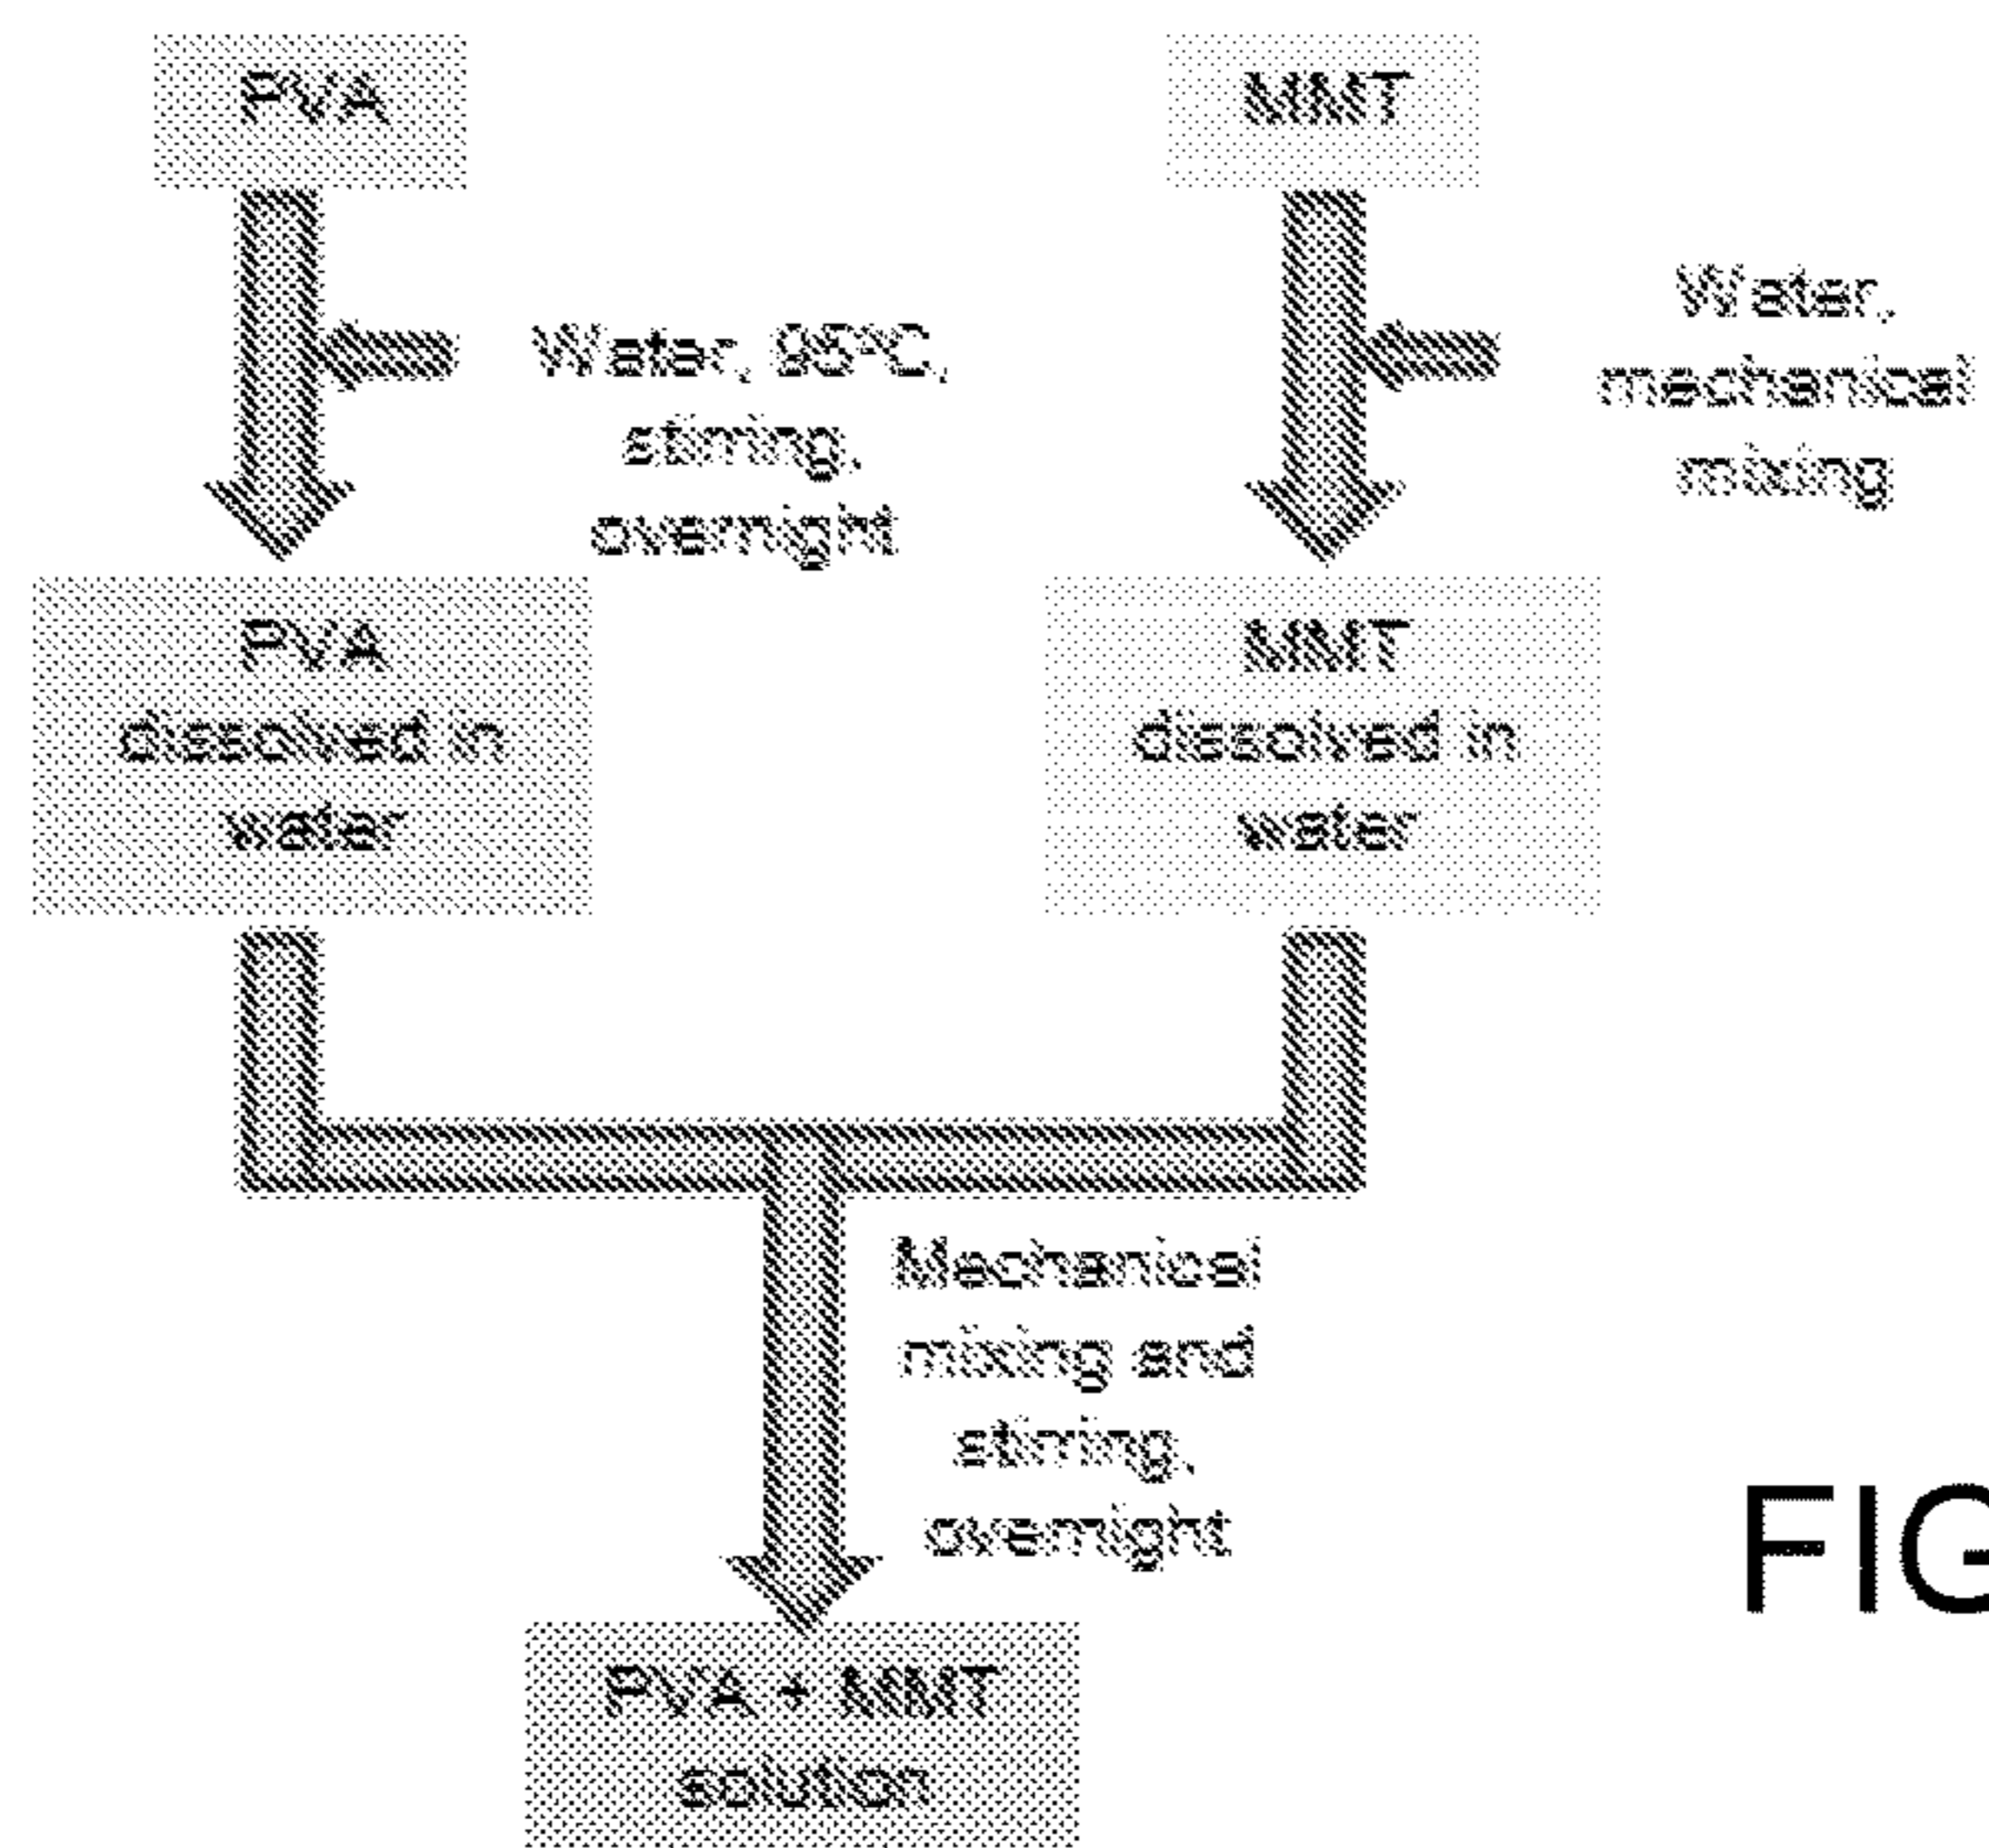 PVA
MMT
Water, 95°C,
stirring,
overnight
Water,
mechanical
mixing
PVA
dissolved in
water
MMT
dissolved in
water
Mechanical
mixing and
stirring,
overnight
PVA + MMT
solution
FIG